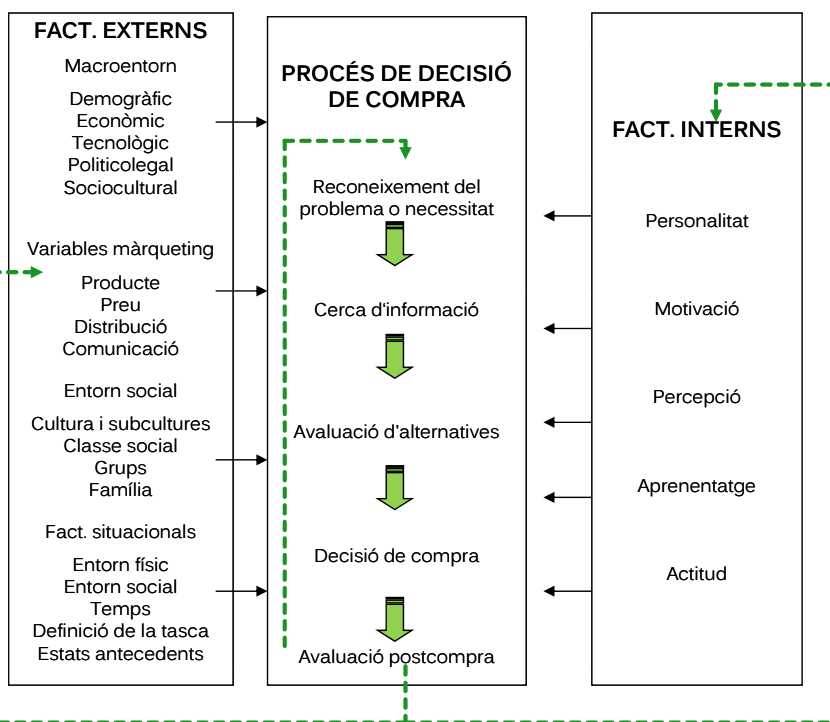 FACT. EXTERNS
Macroentorn
Demogràfic
Econòmic
Tecnològic
Politicolegal
Sociocultural
Variables màrqueting
Producte
Preu
Distribució
Comunicació
Entorn social
Cultura i subcultures
Classe social
Grups
Família
Fact. situacionals
Entorn físic
Entorn social
Temps
Definició de la tasca
Estats antecedents
PROCÉS DE DECISIÓ
DE COMPRA
Reconeixement del
problema o necessitat
Cerca d'informació
Avaluació d'alternatives
Decisió de compra
Avaluació postcompra
FACT. INTERNS
Personalitat
Motivació
Percepció
Aprenentatge
Actitud